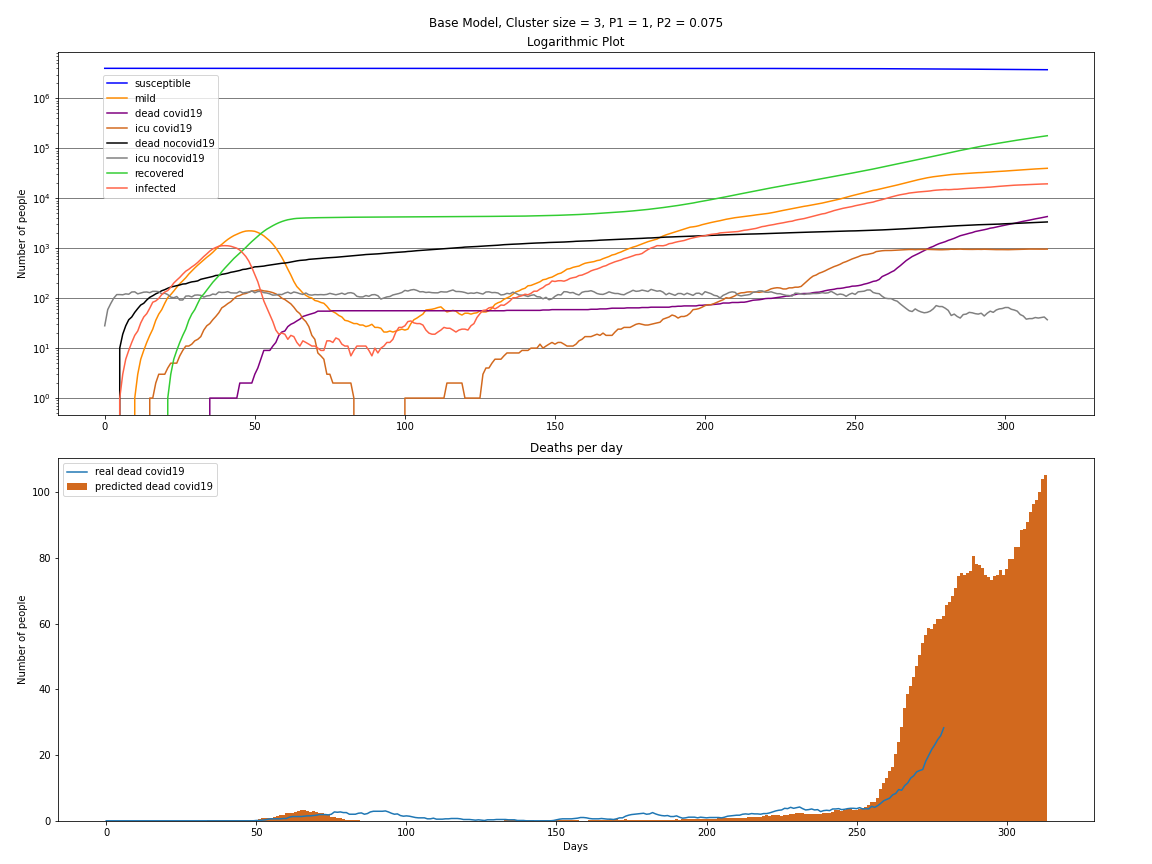 Base Model, Cluster size = 3, P1 = 1, P2 = 0.075
Logarithmic Plot
susceptible
mild
dead covid19
icu covid19
dead nocovid19
icu nocovid19
recovered
infected
Number of people
10⁶
10⁵
10⁴
10³
10²
10¹
10⁰
0 50 100 150 200 250 300
Deaths per day
real dead covid19
predicted dead covid19
Number of people
100
80
60
40
20
0
0 50 100 150 200 250 300
Days